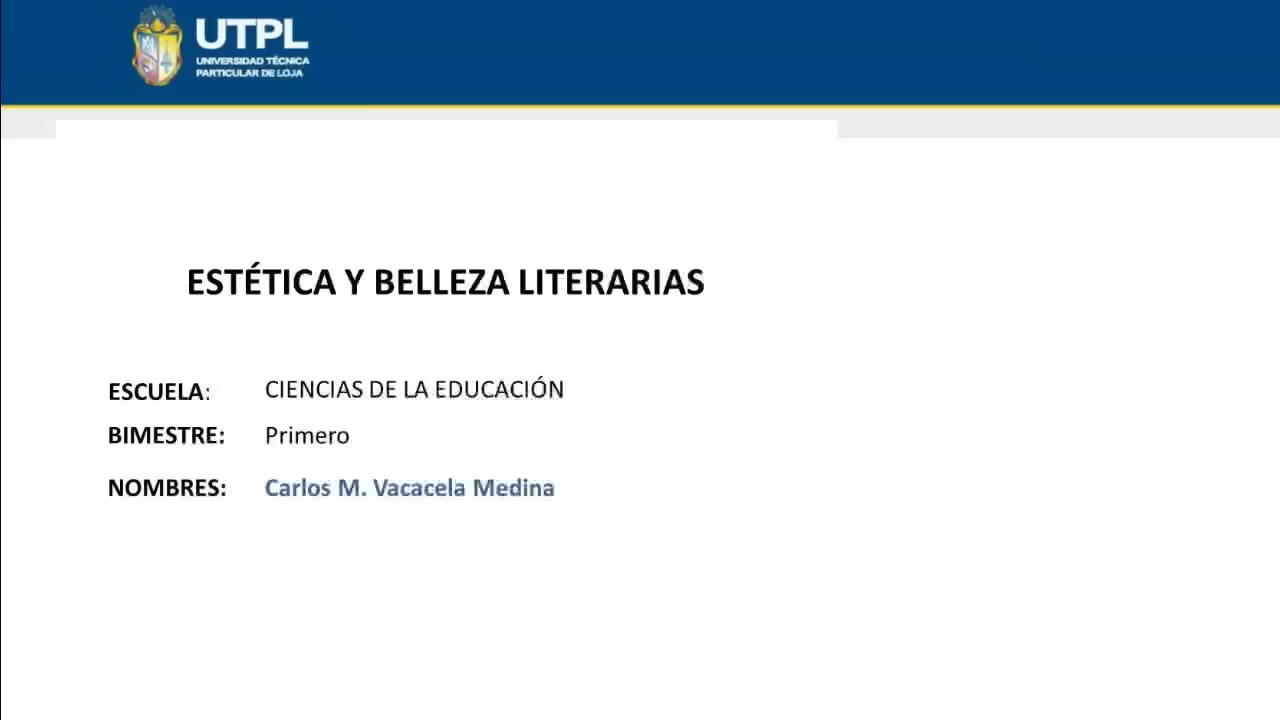 UTPL
UNIVERSIDAD TÉCNICA
PARTICULAR DE LOJA
ESTÉTICA Y BELLEZA LITERARIAS
ESCUELA: CIENCIAS DE LA EDUCACIÓN
BIMESTRE: Primero
NOMBRES: Carlos M. Vacacela Medina